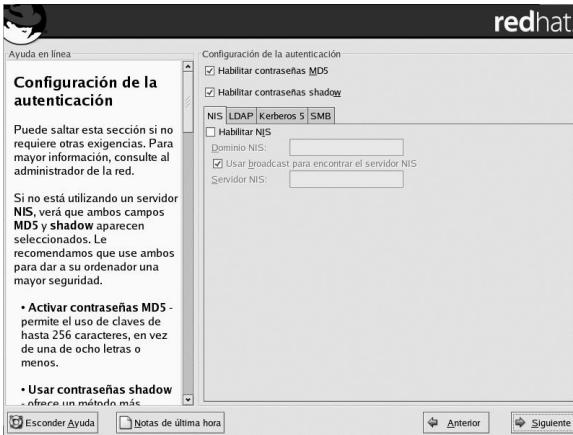 redhat
Ayuda en línea
Configuración de la
autenticación
Puede saltar esta sección si no
requiere otras exigencias. Para
mayor información, consulte al
administrador de la red.
Si no está utilizando un servidor
NIS, verá que ambos campos
MD5 y shadow aparecen
seleccionados. Le
recomendamos que use ambos
para dar a su ordenador una
mayor seguridad.
• Activar contraseñas MD5 -
permite el uso de claves de
hasta 256 caracteres, en vez
de una de ocho letras o
menos.
• Usar contraseñas shadow
- ofrece un método más
Configuración de la autenticación
Habilitar contraseñas MD5
Habilitar contraseñas shadow
NIS LDAP Kerberos 5 SMB
Habilitar NIS
Dominio NIS:
Usar broadcast para encontrar el servidor NIS
Servidor NIS:
Esconder Ayuda
Notas de última hora
Anterior
Siguiente